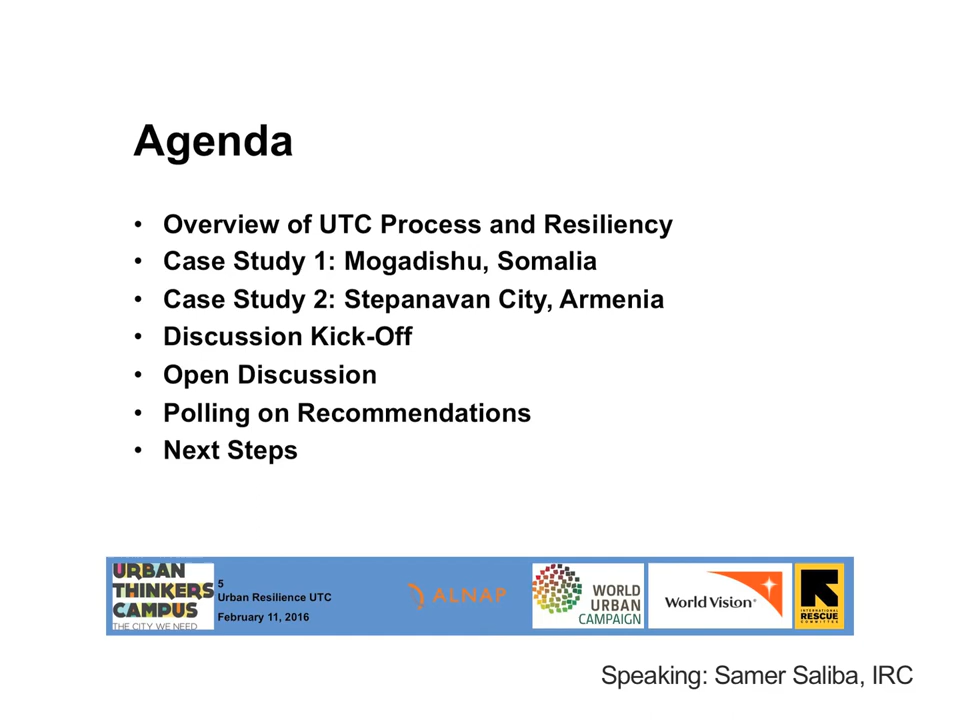 Agenda
• Overview of UTC Process and Resiliency
• Case Study 1: Mogadishu, Somalia
• Case Study 2: Stepanavan City, Armenia
• Discussion Kick-Off
• Open Discussion
• Polling on Recommendations
• Next Steps
URBAN
THINKERS
CAMPUS
THE CITY WE NEED
5
Urban Resilience UTC
February 11, 2016
ALNAP
WORLD
URBAN
CAMPAIGN
World Vision®
INTERNATIONAL
RESCUE
COMMITTEE
Speaking: Samer Saliba, IRC